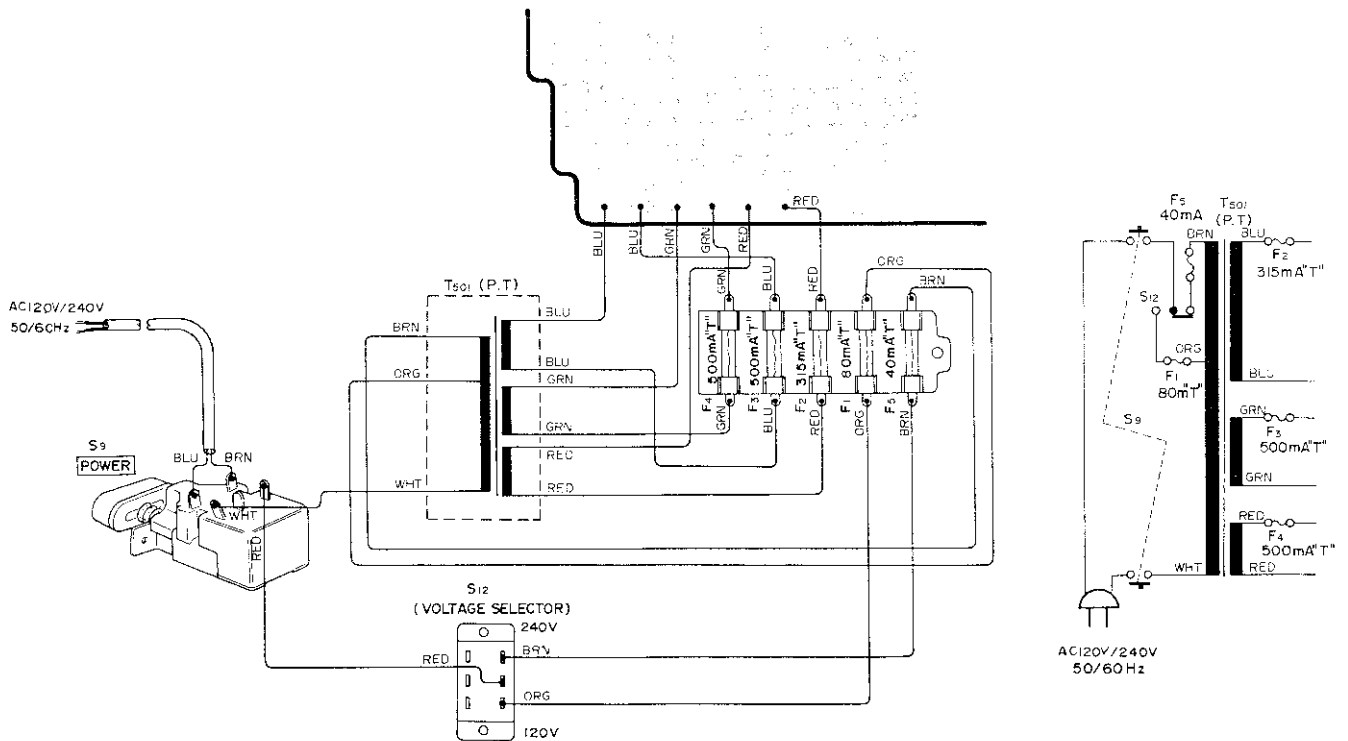 RED
BLU
BLU
GRN
GRN
RED
GRN
BLU
RED
ORG
BRN
T501 (P.T)
AC120V/240V
50/60Hz
BRN
ORG
WHT
BLU
BLU
GRN
GRN
RED
RED
500mA"T"
500mA"T"
315mA"T"
80mA"T"
40mA"T"
F4
F3
F2
F1
F5
GRN
BLU
RED
ORG
BRN
S9
POWER
BLU
BRN
WHT
RED
S12
(VOLTAGE SELECTOR)
240V
RED
BRN
ORG
120V
F5
40mA
T501
(P.T)
BRN
BLU
F2
315mA"T"
S12
ORG
F1
80mT"
BLU
GRN
F3
500mA"T"
S9
GRN
RED
F4
500mA"T"
WHT
RED
AC120V/240V
50/60Hz